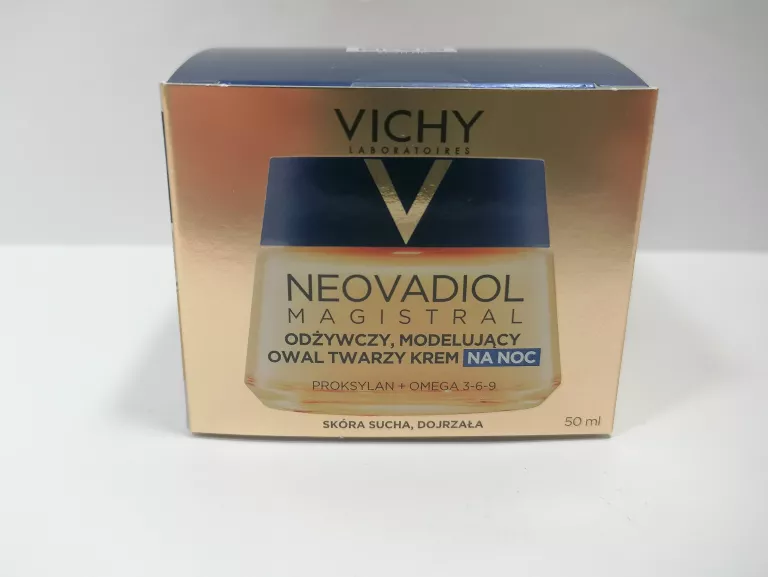 VICHY
LABORATOIRES
V
NEOVADIOL
MAGISTRAL
ODŻYWCZY, MODELUJĄCY
OWAL TWARZY KREM NA NOC
PROKSYLAN + OMEGA 3-6-9
SKÓRA SUCHA, DOJRZAŁA
50 ml